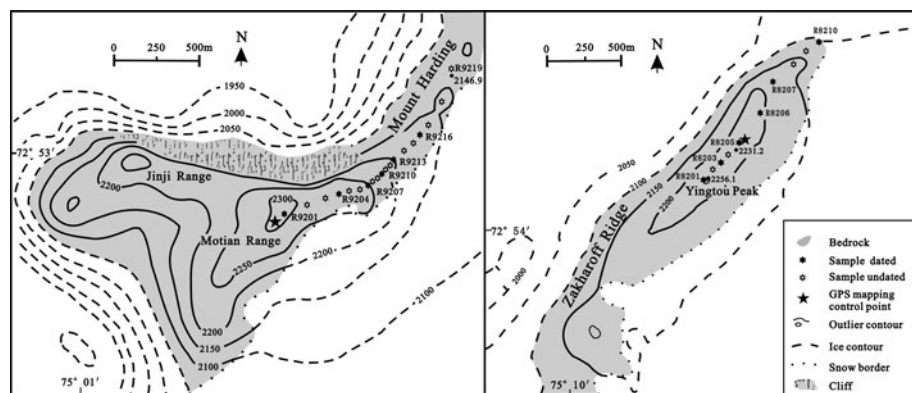 0 250 500m
N
1950
2000
2050
Mount Harding
R9219
2146.9
R9216
72° 53′
R9213
R9210
R9207
R9204
R9201
2300
Jinji Range
2200
Motian Range
2250
2200
2100
2200
2150
2100
75° 01′
0 250 500m
N
R8210
R8207
R8206
R8205
2231.2
R8203
R8201
2256.1
Yingtou Peak
2050
2100
2150
2200
Zakharoff Ridge
72° 54′
2000
75° 10′
Bedrock
Sample dated
Sample undated
GPS mapping
control point
Outlier contour
Ice contour
Snow border
Cliff